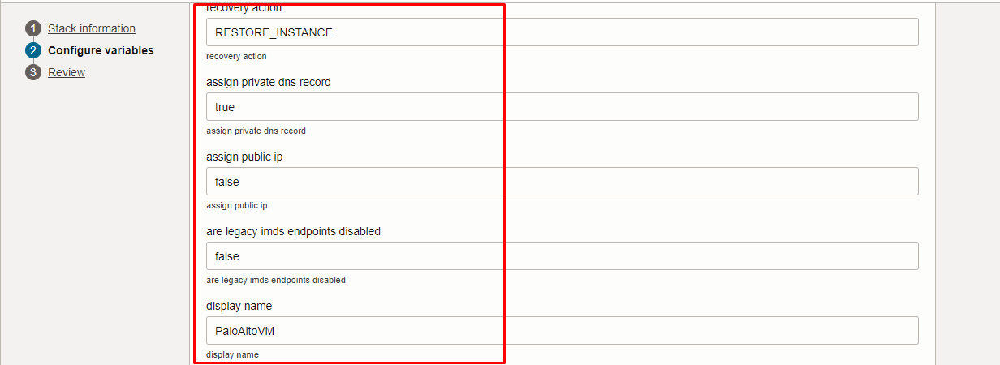 1 Stack information
2 Configure variables
3 Review
recovery action
RESTORE_INSTANCE
recovery action
assign private dns record
true
assign private dns record
assign public ip
false
assign public ip
are legacy imds endpoints disabled
false
are legacy imds endpoints disabled
display name
PaloAltoVM
display name